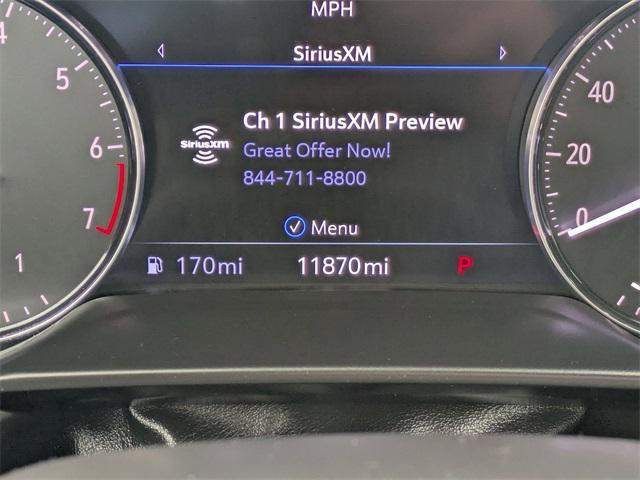 MPH
SiriusXM
Ch 1 SiriusXM Preview
SiriusXM
Great Offer Now!
844-711-8800
Menu
170mi 11870mi P
4
5
6
7
1
40
20
0